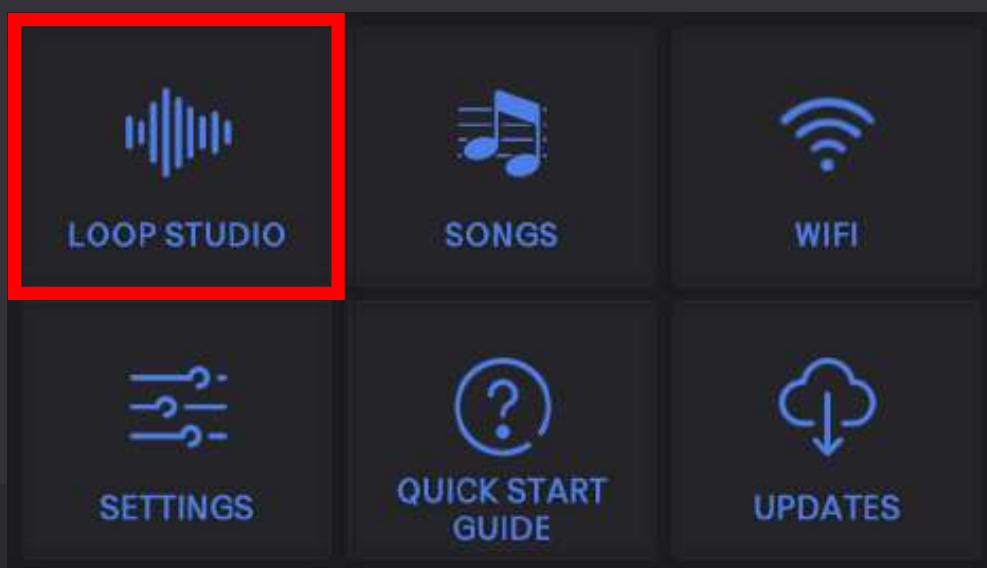 LOOP STUDIO
SONGS
WIFI
SETTINGS
QUICK START
GUIDE
UPDATES